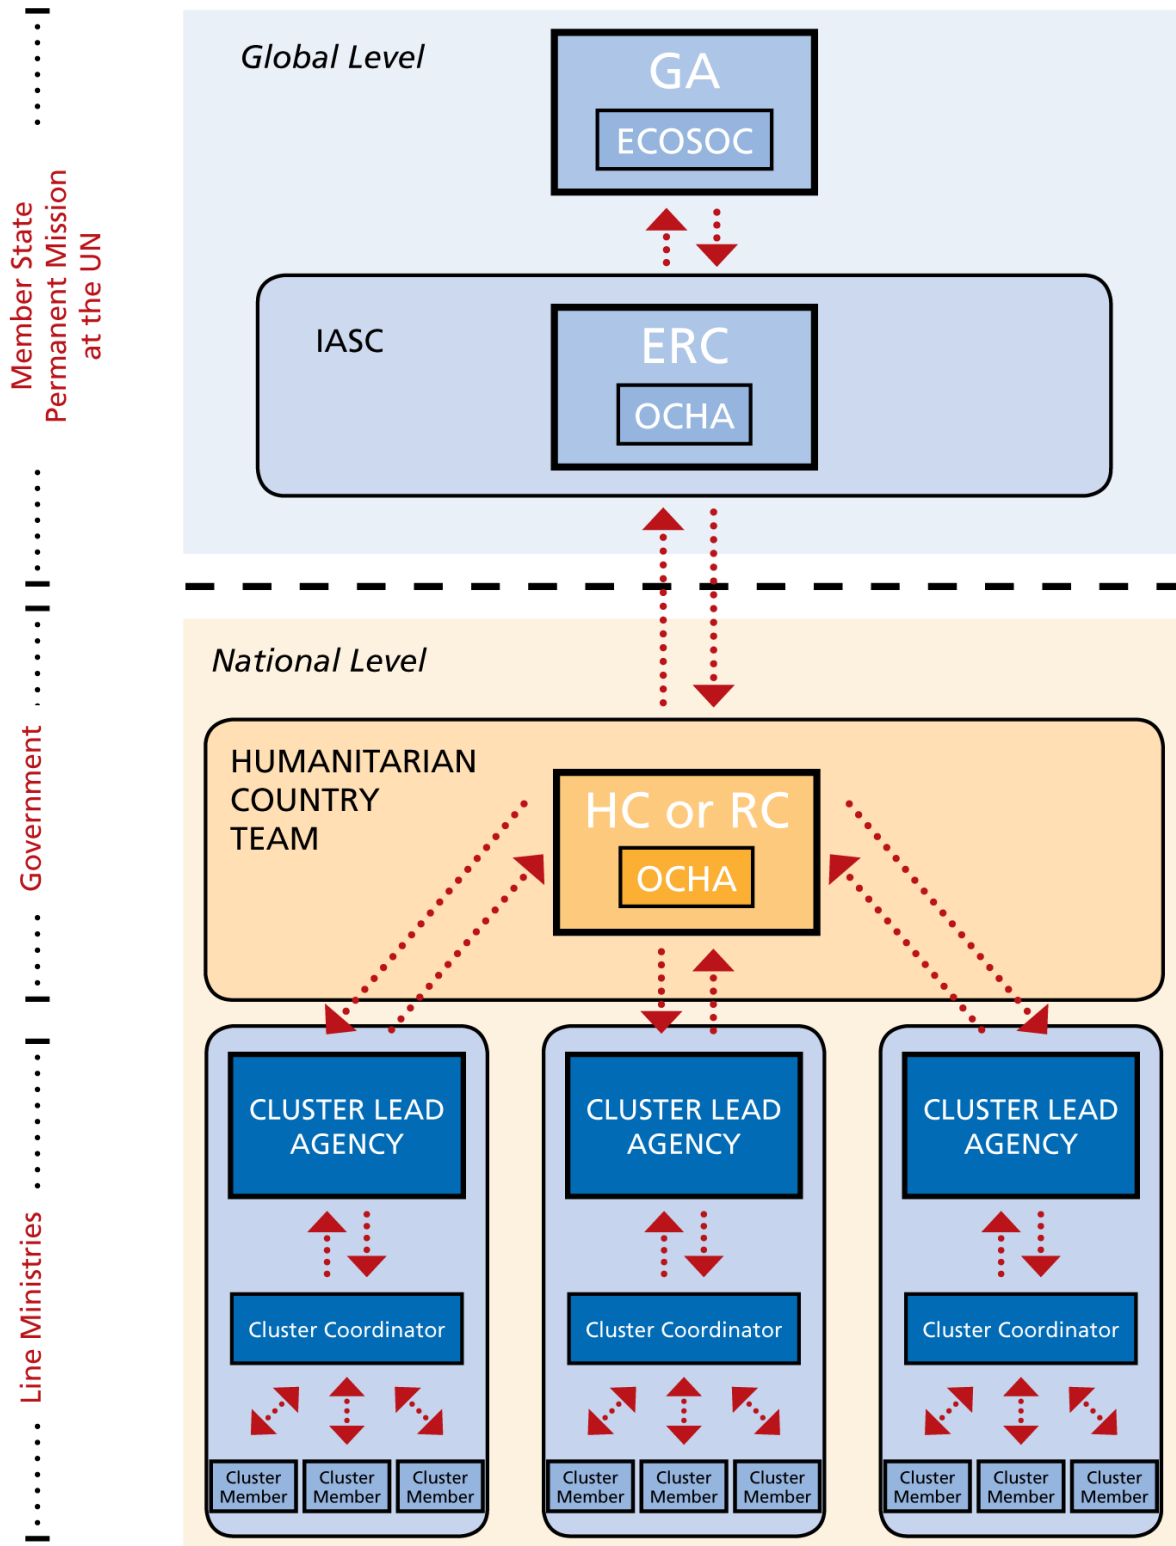 Global Level
GA
ECOSOC
Member State
Permanent Mission
at the UN
IASC
ERC
OCHA
National Level
Government
HUMANITARIAN
COUNTRY
TEAM
HC or RC
OCHA
Line Ministries
CLUSTER LEAD
AGENCY
CLUSTER LEAD
AGENCY
CLUSTER LEAD
AGENCY
Cluster Coordinator
Cluster Coordinator
Cluster Coordinator
Cluster
Member
Cluster
Member
Cluster
Member
Cluster
Member
Cluster
Member
Cluster
Member
Cluster
Member
Cluster
Member
Cluster
Member